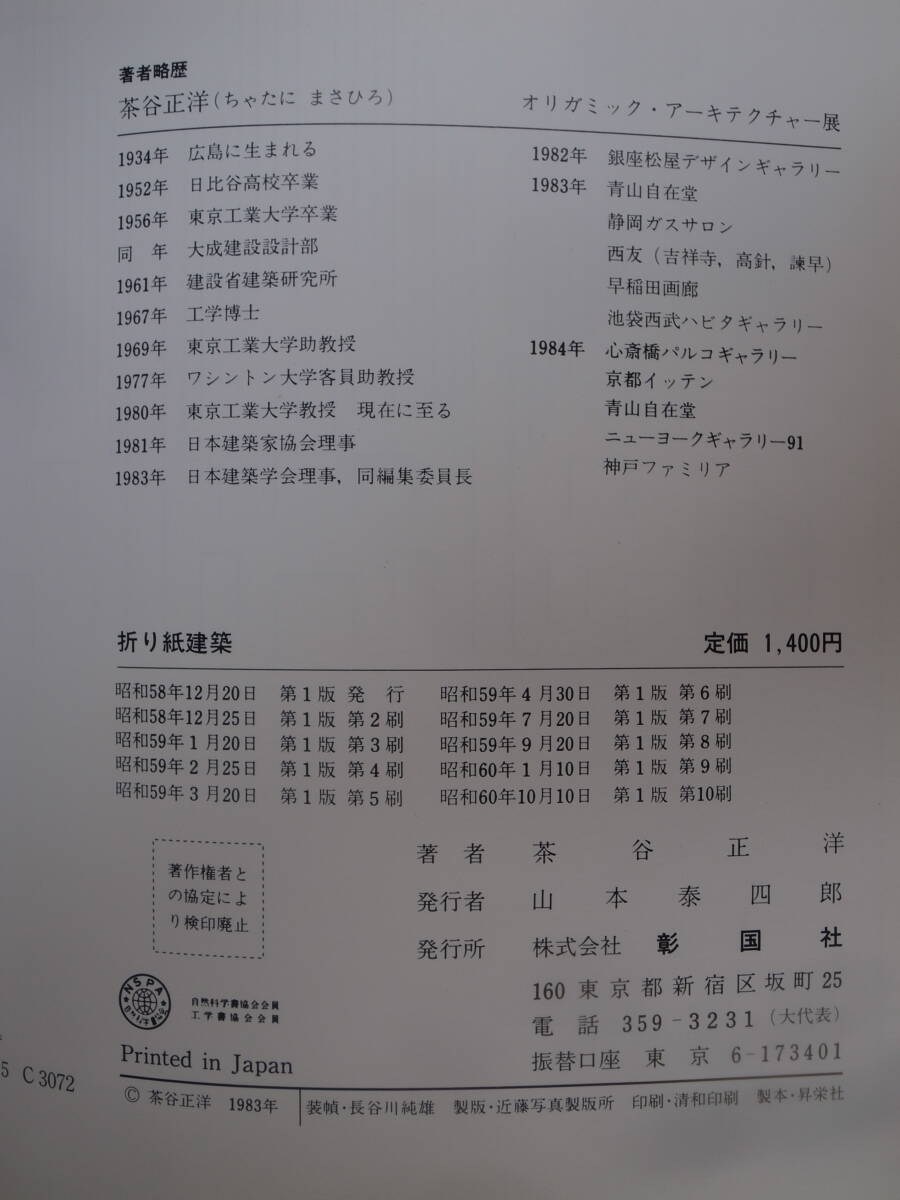 著者略歴
茶谷正洋(ちゃたに まさひろ)
1934年 広島に生まれる
1952年 日比谷高校卒業
1956年 東京工業大学卒業
同 年 大成建設設計部
1961年 建設省建築研究所
1967年 工学博士
1969年 東京工業大学助教授
1977年 ワシントン大学客員助教授
1980年 東京工業大学教授 現在に至る
1981年 日本建築家協会理事
1983年 日本建築学会理事，同編集委員長
オリガミック・アーキテクチャー展
1982年 銀座松屋デザインギャラリー
1983年 青山自在堂
静岡ガスサロン
西友（吉祥寺，高針，諫早）
早稲田画廊
池袋西武ハビタギャラリー
1984年 心斎橋パルコギャラリー
京都イッテン
青山自在堂
ニューヨークギャラリー91
神戸ファミリア
折り紙建築 定価 1,400円
昭和58年12月20日 第1版 発 行
昭和58年12月25日 第1版 第2刷
昭和59年1月20日 第1版 第3刷
昭和59年2月25日 第1版 第4刷
昭和59年3月20日 第1版 第5刷
昭和59年4月30日 第1版 第6刷
昭和59年7月20日 第1版 第7刷
昭和59年9月20日 第1版 第8刷
昭和60年1月10日 第1版 第9刷
昭和60年10月10日 第1版 第10刷
著作権者と
の協定によ
り検印廃止
著 者 茶 谷 正 洋
発行者 山 本 泰 四 郎
発行所 株式会社 彰 国 社
160 東京都新宿区坂町25
電 話 359-3231（大代表）
振替口座 東 京 6-173401
NSPA
自然科学書協会会員
工学書協会会員
Printed in Japan
5 C3072
© 茶谷正洋 1983年 装幀・長谷川純雄 製版・近藤写真製版所 印刷・清和印刷 製本・昇栄社